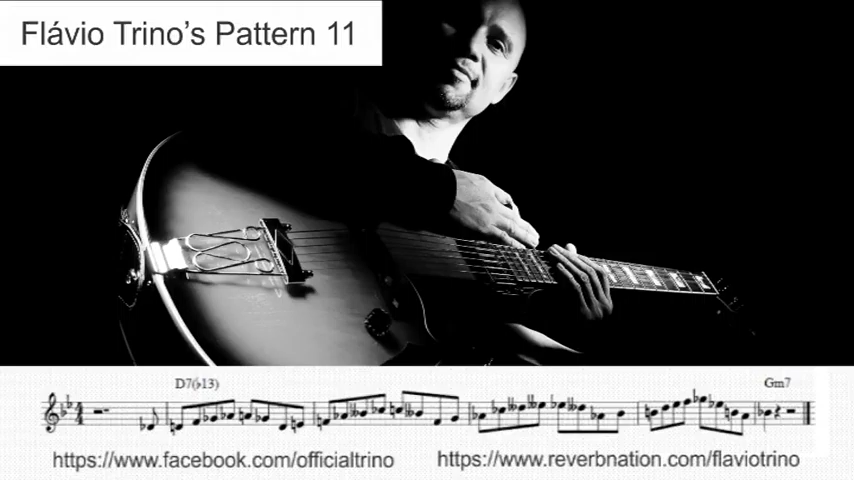 Flávio Trino's Pattern 11
D7(♭13)
Gm7
https://www.facebook.com/officialtrino
https://www.reverbnation.com/flaviotrino